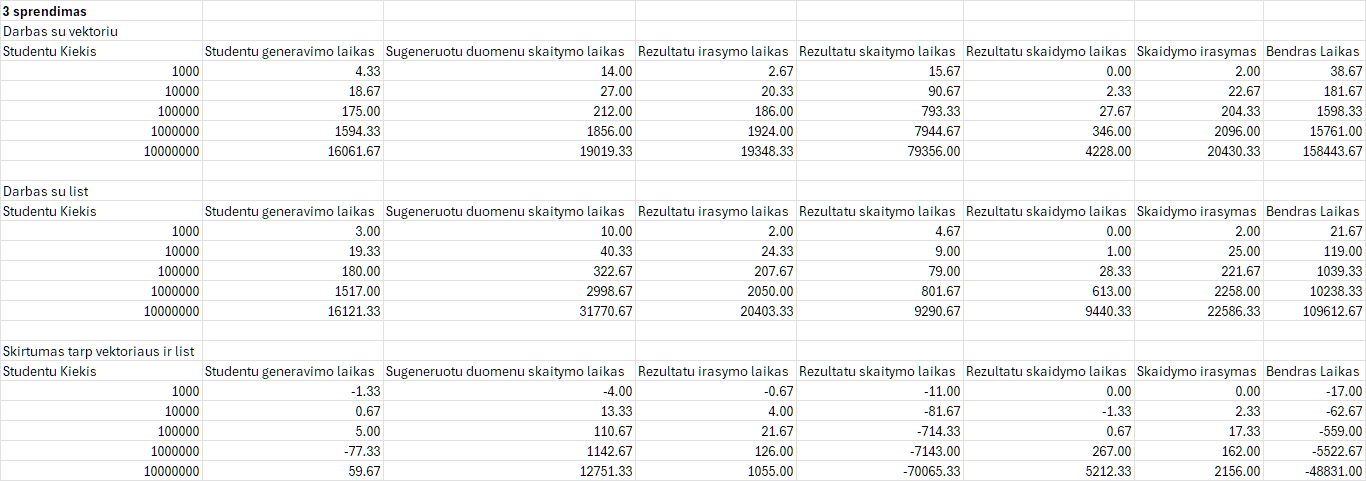 3 sprendimas
Darbas su vektoriu
Studentu Kiekis Studentu generavimo laikas Sugeneruotu duomenu skaitymo laikas Rezultatu irasymo laikas Rezultatu skaitymo laikas Rezultatu skaidymo laikas Skaidymo irasymas Bendras Laikas
1000 4.33 14.00 2.67 15.67 0.00 2.00 38.67
10000 18.67 27.00 20.33 90.67 2.33 22.67 181.67
100000 175.00 212.00 186.00 793.33 27.67 204.33 1598.33
1000000 1594.33 1856.00 1924.00 7944.67 346.00 2096.00 15761.00
10000000 16061.67 19019.33 19348.33 79356.00 4228.00 20430.33 158443.67
Darbas su list
Studentu Kiekis Studentu generavimo laikas Sugeneruotu duomenu skaitymo laikas Rezultatu irasymo laikas Rezultatu skaitymo laikas Rezultatu skaidymo laikas Skaidymo irasymas Bendras Laikas
1000 3.00 10.00 2.00 4.67 0.00 2.00 21.67
10000 19.33 40.33 24.33 9.00 1.00 25.00 119.00
100000 180.00 322.67 207.67 79.00 28.33 221.67 1039.33
1000000 1517.00 2998.67 2050.00 801.67 613.00 2258.00 10238.33
10000000 16121.33 31770.67 20403.33 9290.67 9440.33 22586.33 109612.67
Skirtumas tarp vektoriaus ir list
Studentu Kiekis Studentu generavimo laikas Sugeneruotu duomenu skaitymo laikas Rezultatu irasymo laikas Rezultatu skaitymo laikas Rezultatu skaidymo laikas Skaidymo irasymas Bendras Laikas
1000 -1.33 -4.00 -0.67 -11.00 0.00 0.00 -17.00
10000 0.67 13.33 4.00 -81.67 -1.33 2.33 -62.67
100000 5.00 110.67 21.67 -714.33 0.67 17.33 -559.00
1000000 -77.33 1142.67 126.00 -7143.00 267.00 162.00 -5522.67
10000000 59.67 12751.33 1055.00 -70065.33 5212.33 2156.00 -48831.00